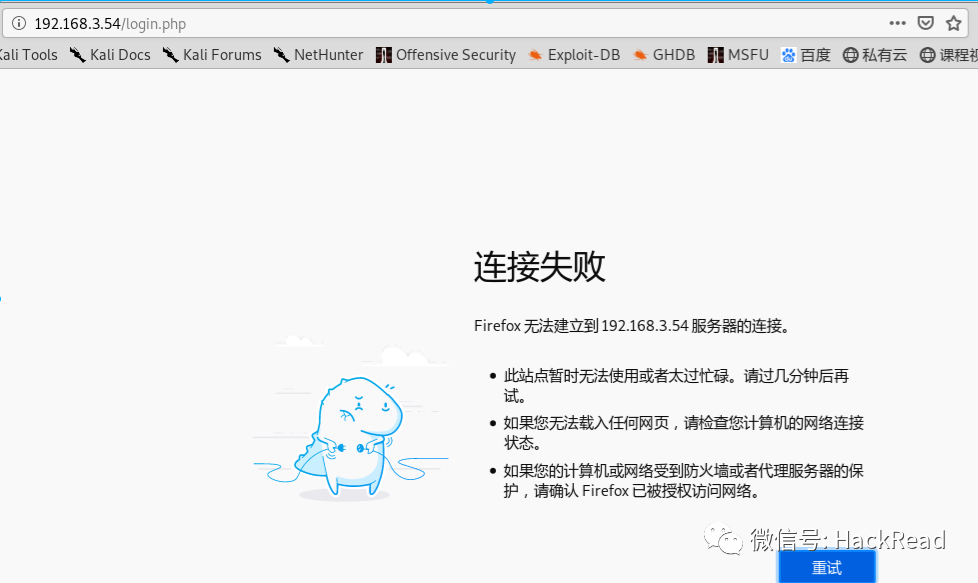 192.168.3.54/login.php
Kali Tools Kali Docs Kali Forums NetHunter Offensive Security Exploit-DB GHDB MSFU 百度 私有云 课程视
连接失败
Firefox 无法建立到 192.168.3.54 服务器的连接。
• 此站点暂时无法使用或者太过忙碌。请过几分钟后再
试。
• 如果您无法载入任何网页，请检查您计算机的网络连接
状态。
• 如果您的计算机或网络受到防火墙或者代理服务器的保
护，请确认 Firefox 已被授权访问网络。
微信号: HackRead
重试